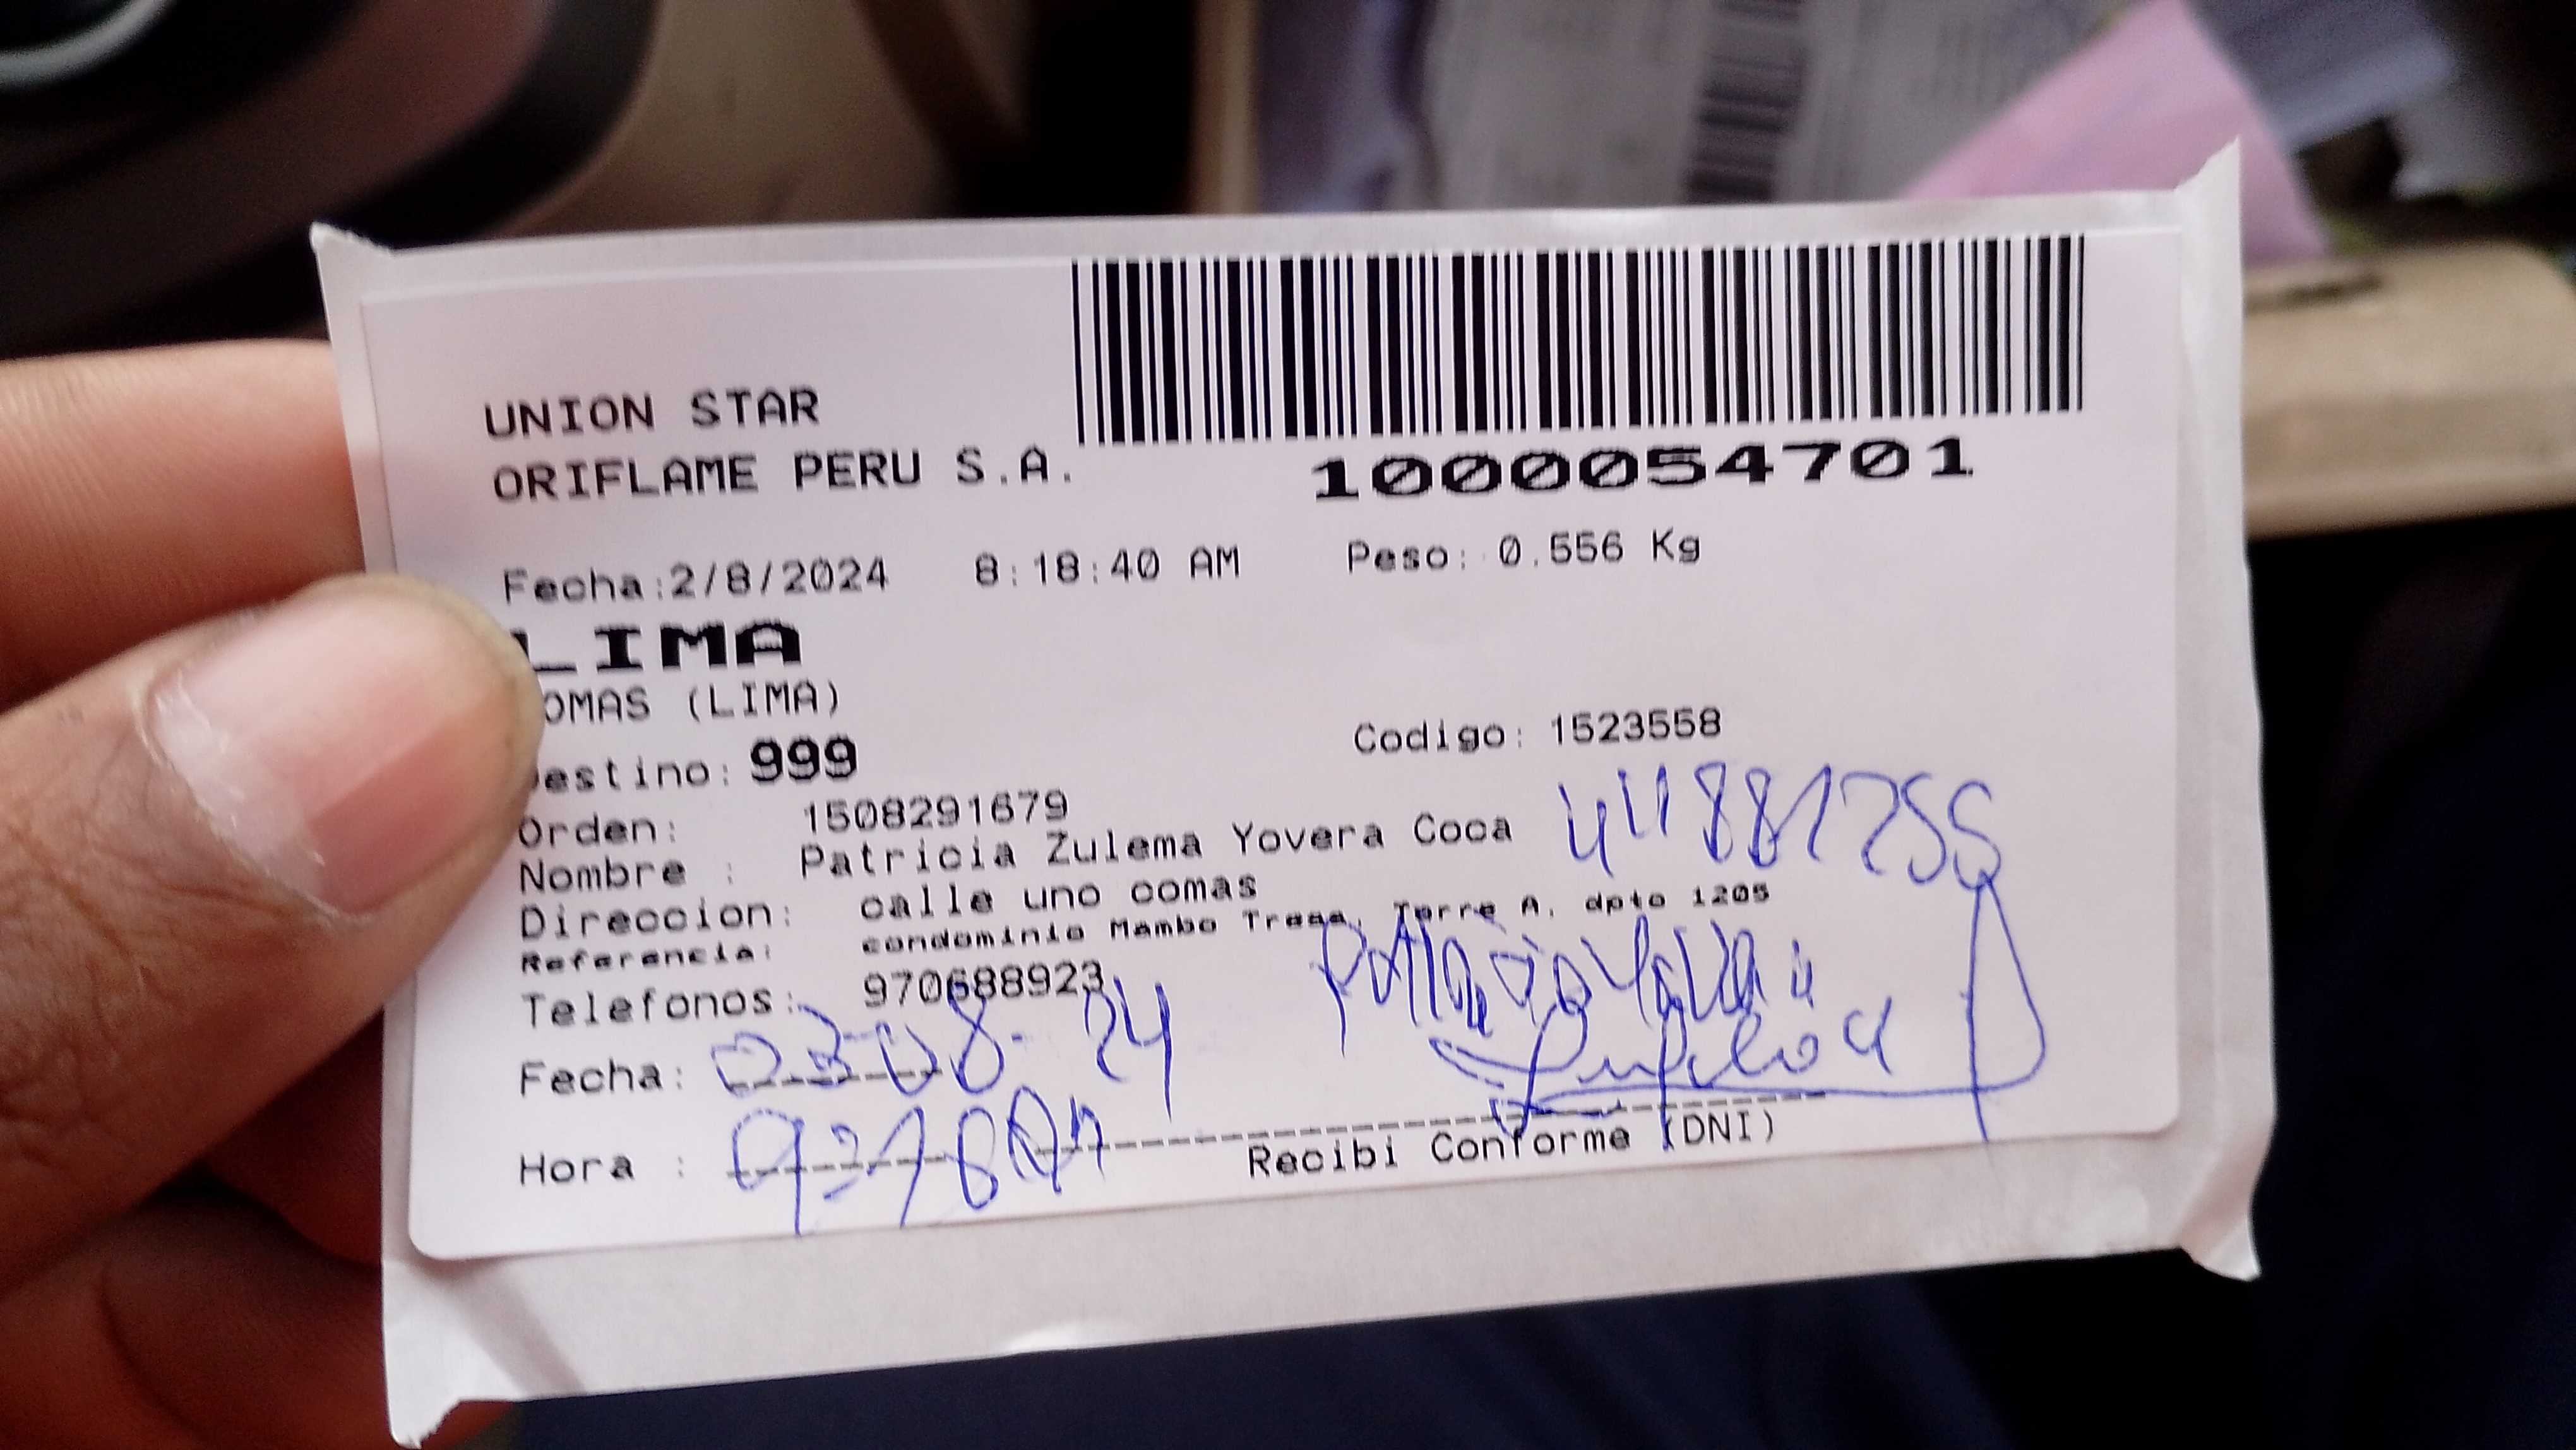 UNION STAR
ORIFLAME PERU S.A.
1000054701
Fecha:2/8/2024 8:18:40 AM Peso: 0.556 Kg
LIMA
OMAS (LIMA)
estino: 999 Codigo: 1523558
Orden: 1508291679
Nombre : Patricia Zulema Yovera Coca
Direccion: calle uno comas
Referencia: condominio Mambo Torre A. dpto 1205
Telefonos: 970688923
Fecha: 03-08-24
Hora :
Recibi Conforme (DNI)